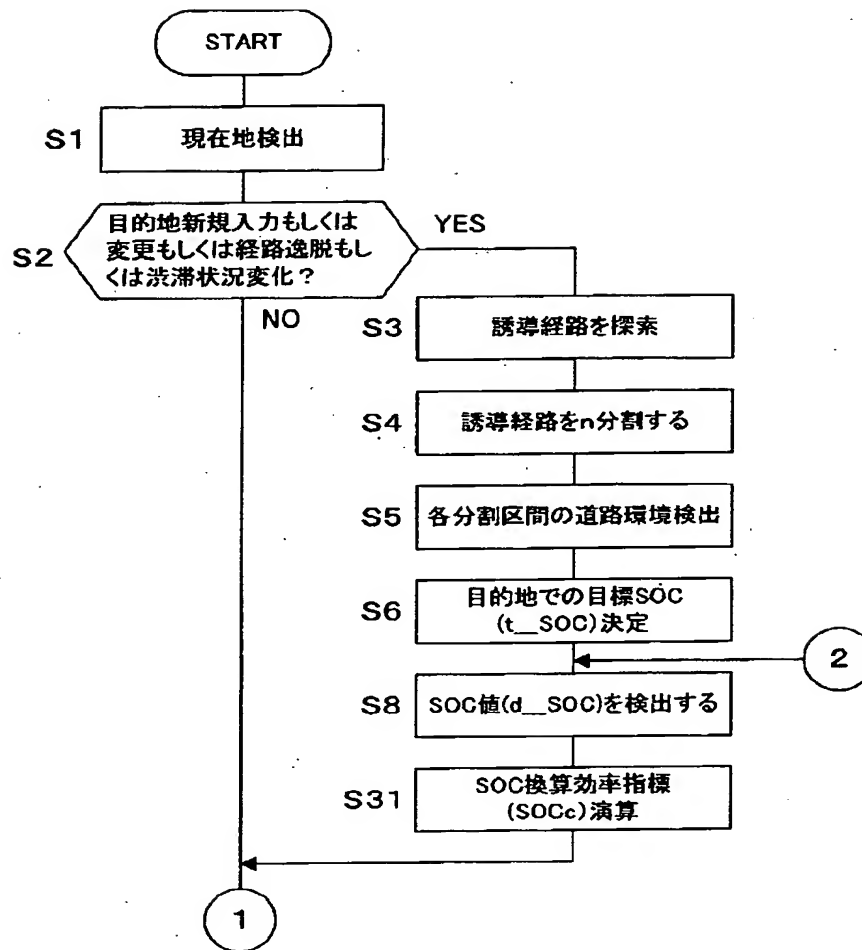 START
S1
現在地検出
S2
目的地新規入力もしくは
変更もしくは経路逸脱もし
くは渋滞状況変化？
YES
NO
S3
誘導経路を探索
S4
誘導経路をn分割する
S5
各分割区間の道路環境検出
S6
目的地での目標SOC
(t__SOC)決定
2
S8
SOC値(d__SOC)を検出する
S31
SOC換算効率指標
(SOCc)演算
1